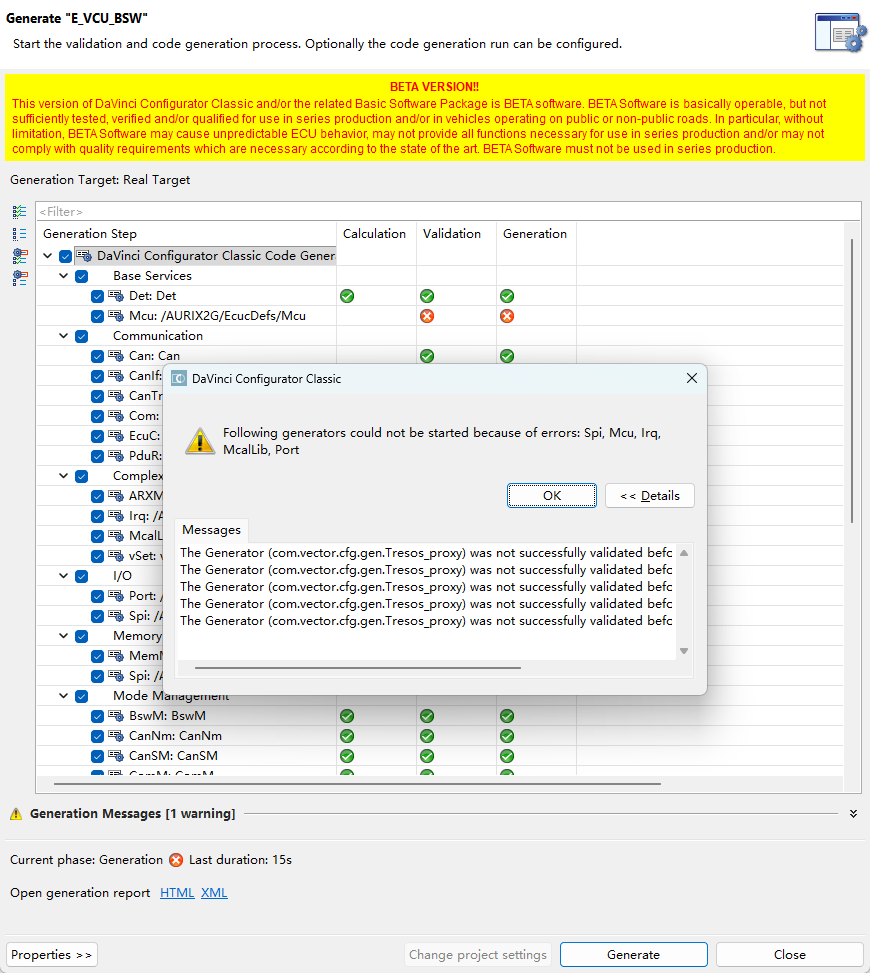 Generate "E_VCU_BSW"
Start the validation and code generation process. Optionally the code generation run can be configured.
BETA VERSION!!
This version of DaVinci Configurator Classic and/or the related Basic Software Package is BETA software. BETA Software is basically operable, but not
sufficiently tested, verified and/or qualified for use in series production and/or in vehicles operating on public or non-public roads. In particular, without
limitation, BETA Software may cause unpredictable ECU behavior, may not provide all functions necessary for use in series production and/or may not
comply with quality requirements which are necessary according to the state of the art. BETA Software must not be used in series production.
Generation Target: Real Target
<Filter>
Generation Step Calculation Validation Generation
DaVinci Configurator Classic Code Gener
Base Services
Det: Det
Mcu: /AURIX2G/EcucDefs/Mcu
Communication
Can: Can
CanIf:
CanTr
Com:
EcuC:
PduR:
Complex
ARXM
Irq: /A
McalL
vSet: v
I/O
Port: /
Spi: /A
Memory
MemM
Spi: /A
Mode Management
BswM: BswM
CanNm: CanNm
CanSM: CanSM
ComM: ComM
DaVinci Configurator Classic
Following generators could not be started because of errors: Spi, Mcu, Irq,
McalLib, Port
OK << Details
Messages
The Generator (com.vector.cfg.gen.Tresos_proxy) was not successfully validated befc
The Generator (com.vector.cfg.gen.Tresos_proxy) was not successfully validated befc
The Generator (com.vector.cfg.gen.Tresos_proxy) was not successfully validated befc
The Generator (com.vector.cfg.gen.Tresos_proxy) was not successfully validated befc
The Generator (com.vector.cfg.gen.Tresos_proxy) was not successfully validated befc
Generation Messages [1 warning]
Current phase: Generation Last duration: 15s
Open generation report HTML XML
Properties >> Change project settings Generate Close